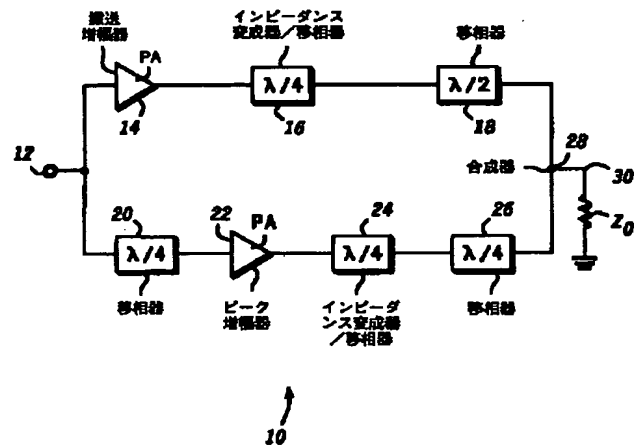 搬送
増幅器
PA
14
インピーダンス
変成器/移相器
λ/4
16
移相器
λ/2
18
12
合成器
28
30
Z0
20
λ/4
移相器
22
PA
ピーク
増幅器
24
λ/4
インピーダ
ンス変成器
/移相器
26
λ/4
移相器
10